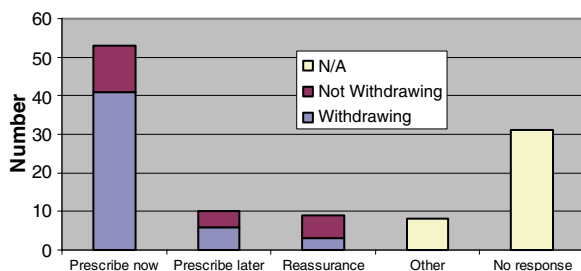 60
50
40
30
20
10
0
Number
N/A
Not Withdrawing
Withdrawing
Prescribe now
Prescribe later
Reassurance
Other
No response